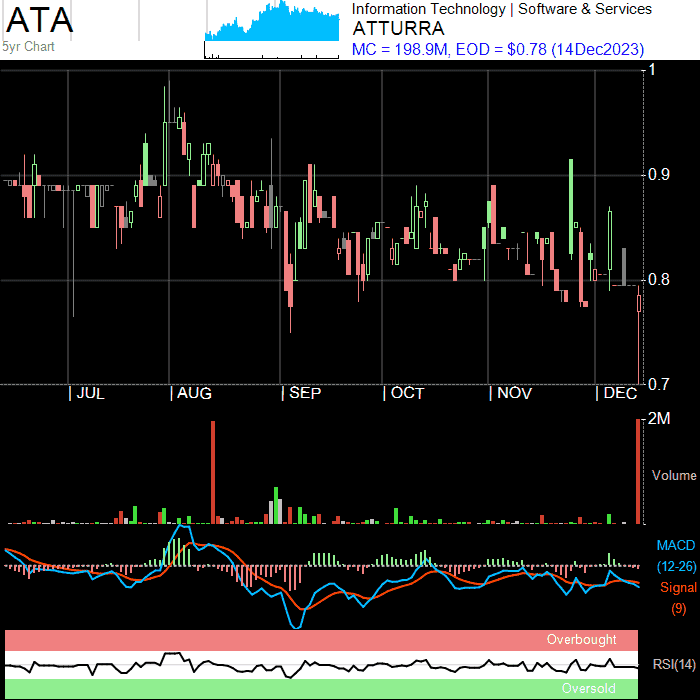 ATA
5yr Chart
Information Technology | Software & Services
ATTURRA
MC = 198.9M, EOD = $0.78 (14Dec2023)
1
0.9
0.8
0.7
| JUL | AUG | SEP | OCT | NOV | DEC
2M
Volume
MACD
(12-26)
Signal
(9)
Overbought
RSI(14)
Oversold